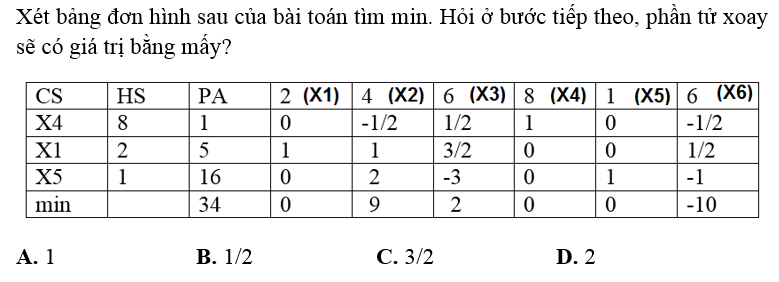 Xét bảng đơn hình sau của bài toán tìm min. Hỏi ở bước tiếp theo, phần tử xoay
sẽ có giá trị bằng mấy?
CS HS PA 2 (X1) 4 (X2) 6 (X3) 8 (X4) 1 (X5) 6 (X6)
X4 8 1 0 -1/2 1/2 1 0 -1/2
X1 2 5 1 1 3/2 0 0 1/2
X5 1 16 0 2 -3 0 1 -1
min 34 0 9 2 0 0 -10
A. 1 B. 1/2 C. 3/2 D. 2